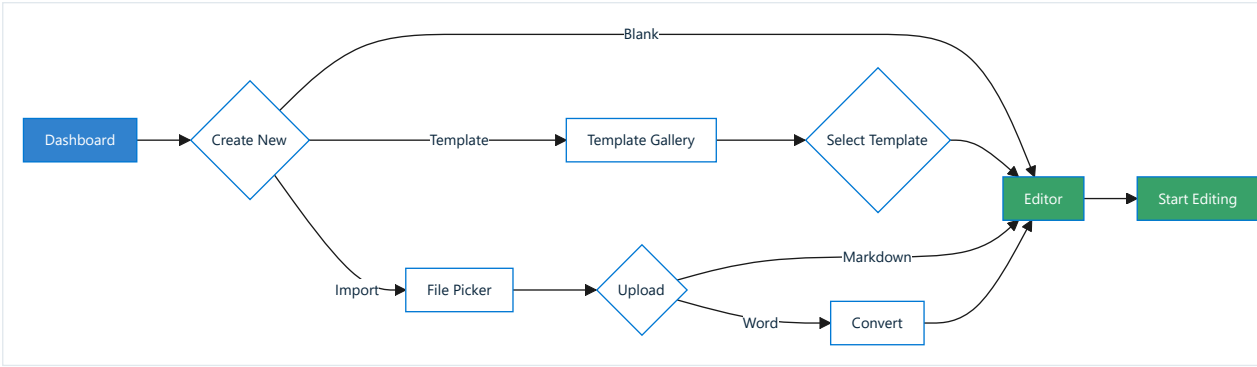 Blank
Dashboard
Create New
Template
Template Gallery
Select Template
Editor
Start Editing
Markdown
Import
File Picker
Upload
Word
Convert